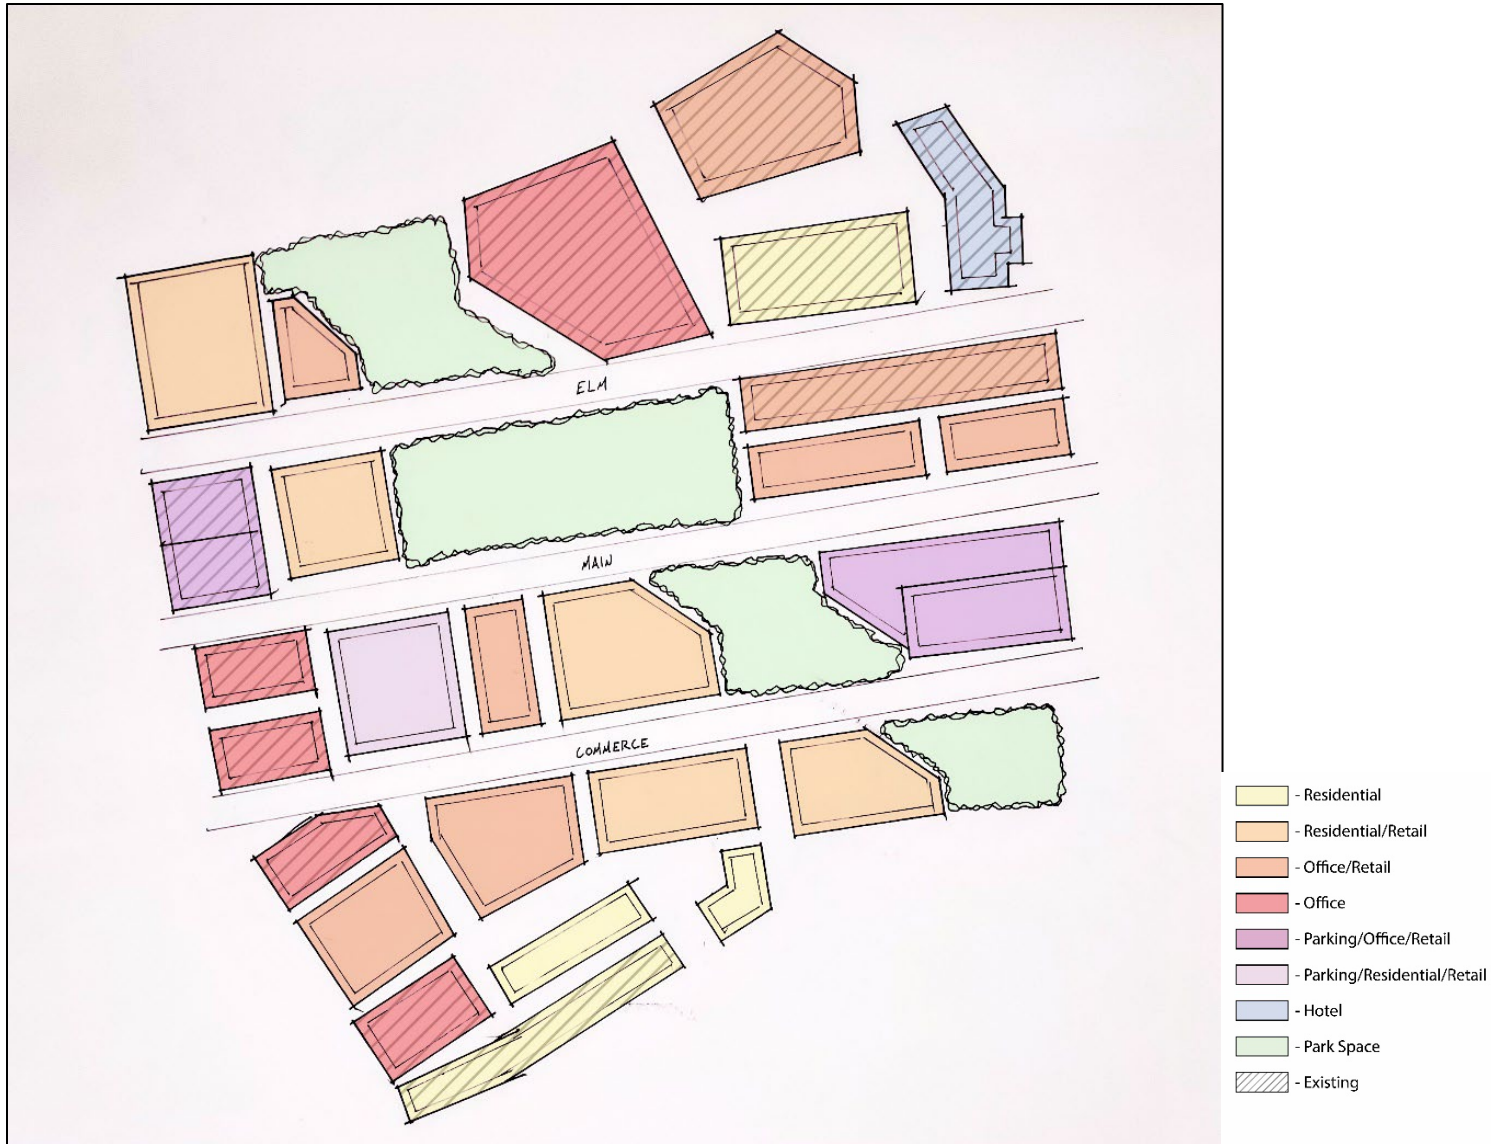 ELM
MAIN
COMMERCE
- Residential
- Residential/Retail
- Office/Retail
- Office
- Parking/Office/Retail
- Parking/Residential/Retail
- Hotel
- Park Space
- Existing